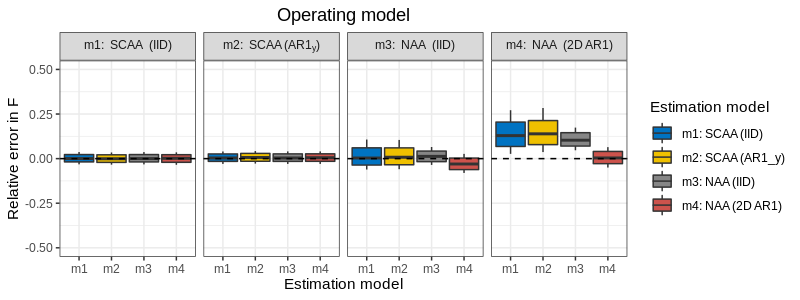 Operating model
m1: SCAA (IID)
m2: SCAA (AR1y)
m3: NAA (IID)
m4: NAA (2D AR1)
Relative error in F
0.50
0.25
0.00
-0.25
-0.50
m1 m2 m3 m4
m1 m2 m3 m4
m1 m2 m3 m4
m1 m2 m3 m4
Estimation model
Estimation model
m1: SCAA (IID)
m2: SCAA (AR1_y)
m3: NAA (IID)
m4: NAA (2D AR1)